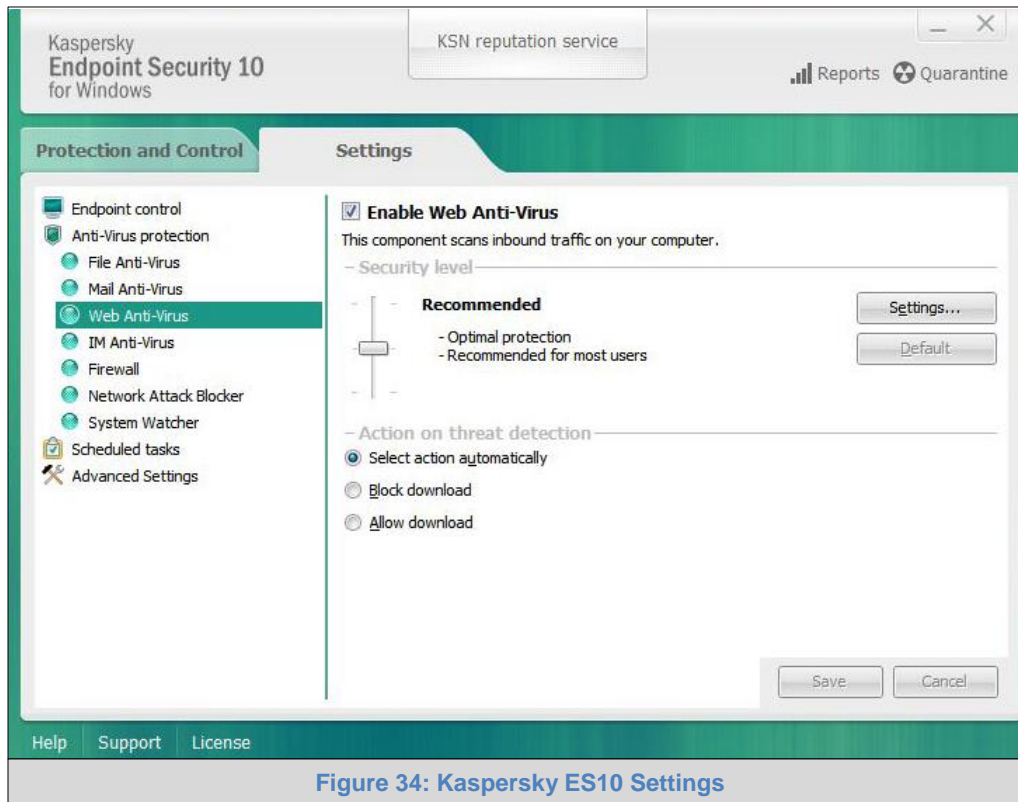 Kaspersky
Endpoint Security 10
for Windows
KSN reputation service
Reports
Quarantine
Protection and Control
Settings
Endpoint control
Anti-Virus protection
File Anti-Virus
Mail Anti-Virus
Web Anti-Virus
IM Anti-Virus
Firewall
Network Attack Blocker
System Watcher
Scheduled tasks
Advanced Settings
Enable Web Anti-Virus
This component scans inbound traffic on your computer.
Security level
Recommended
- Optimal protection
- Recommended for most users
Settings...
Default
Action on threat detection
Select action automatically
Block download
Allow download
Save
Cancel
Help
Support
License
Figure 34: Kaspersky ES10 Settings